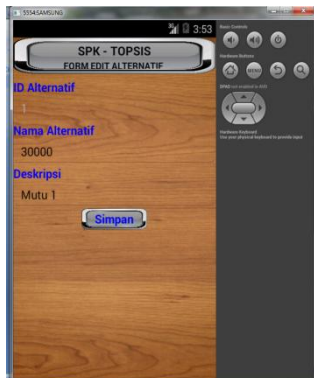 5554:SAMSUNG
3:53
Basic Controls
SPK - TOPSIS
FORM EDIT ALTERNATIF
Hardware Buttons
MENU
ID Alternatif
1
DPAD not enabled in AVD
Nama Alternatif
Hardware Keyboard
Use your physical keyboard to provide input
30000
Deskripsi
Mutu 1
Simpan